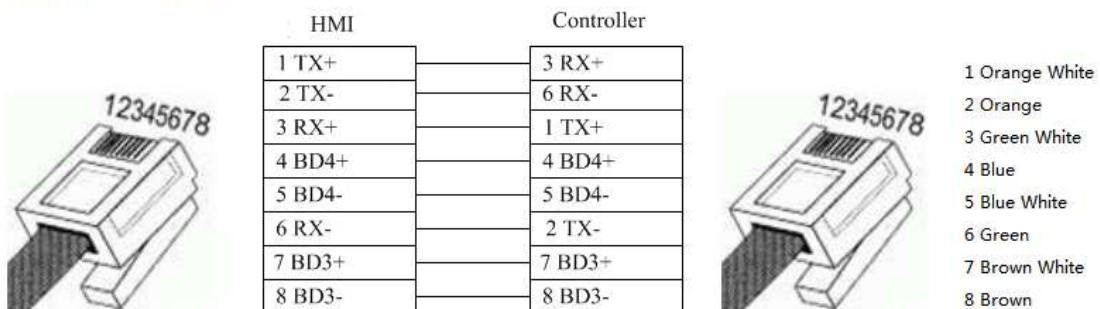 HMI Controller
1 TX+ 3 RX+
2 TX- 6 RX-
3 RX+ 1 TX+
4 BD4+ 4 BD4+
5 BD4- 5 BD4-
6 RX- 2 TX-
7 BD3+ 7 BD3+
8 BD3- 8 BD3-
12345678
12345678
1 Orange White
2 Orange
3 Green White
4 Blue
5 Blue White
6 Green
7 Brown White
8 Brown